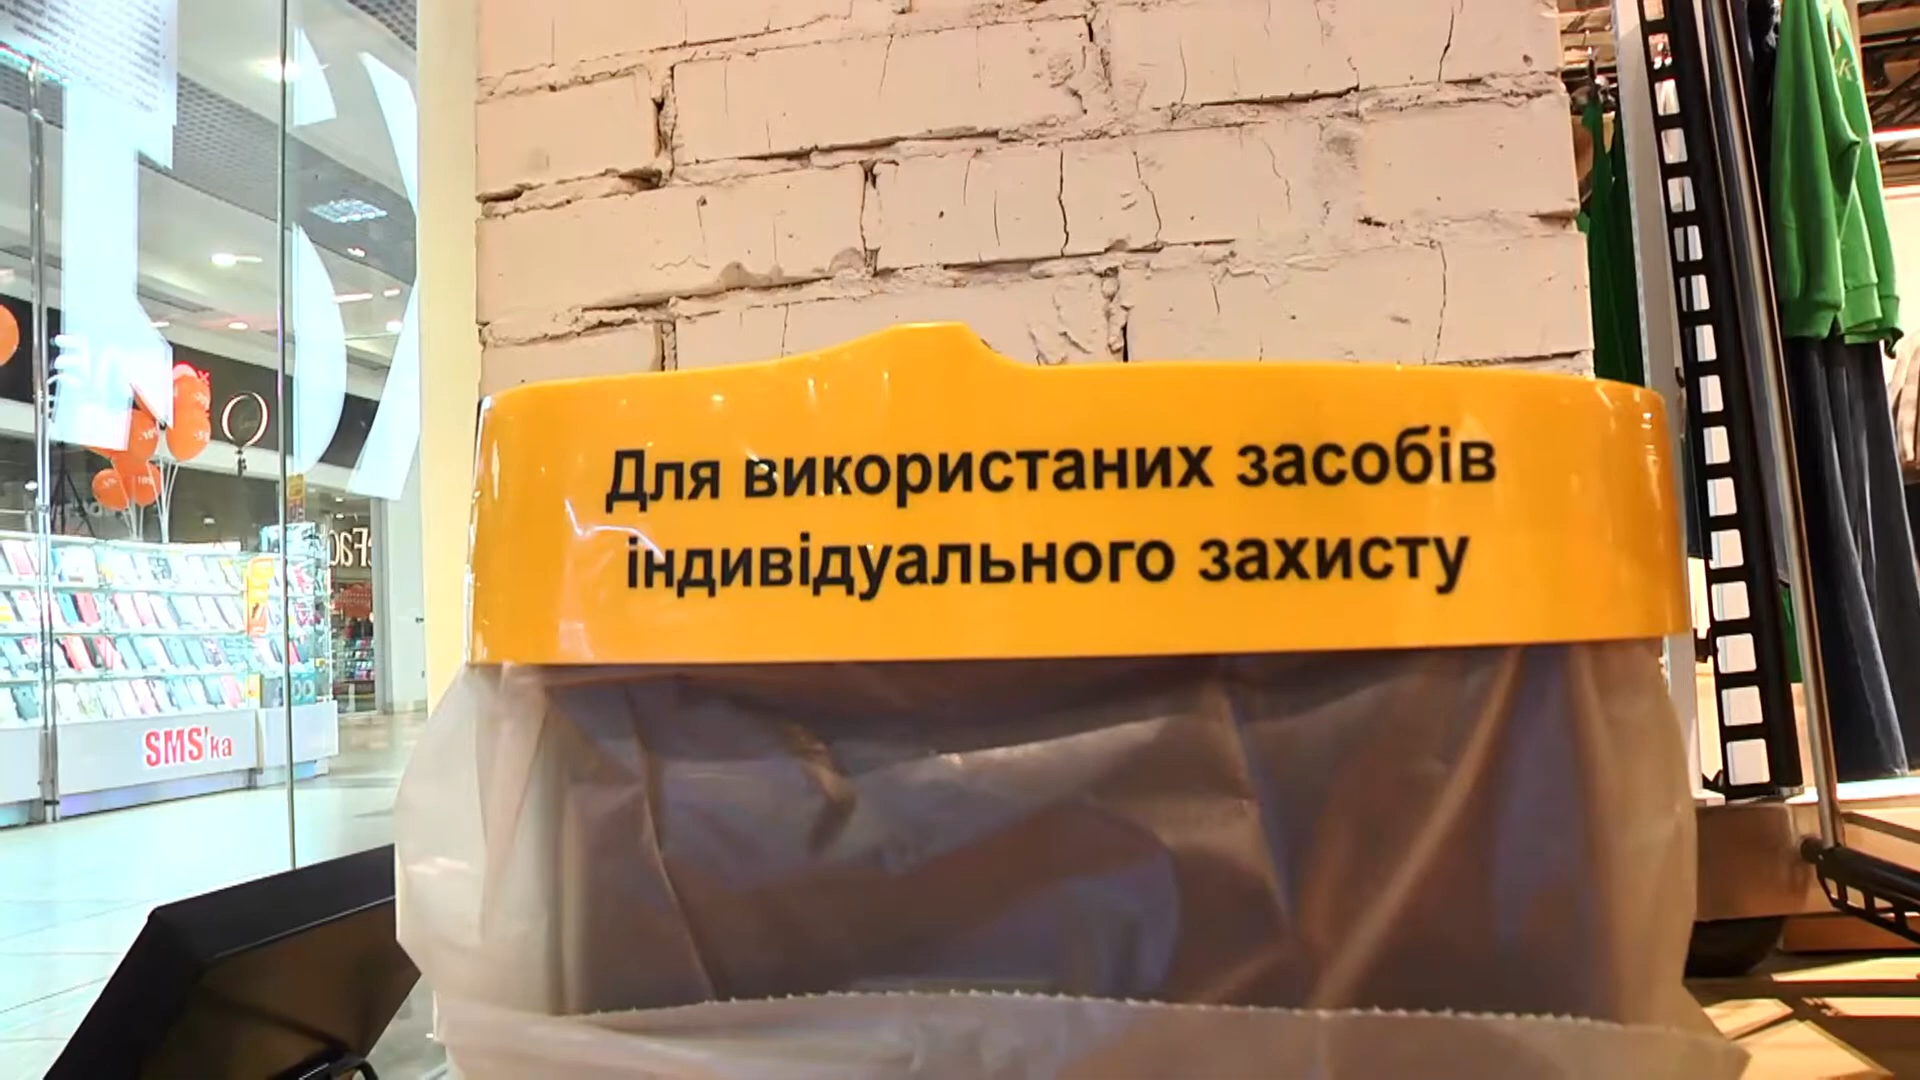 Для використаних засобів
індивідуального захисту
SMS'ka